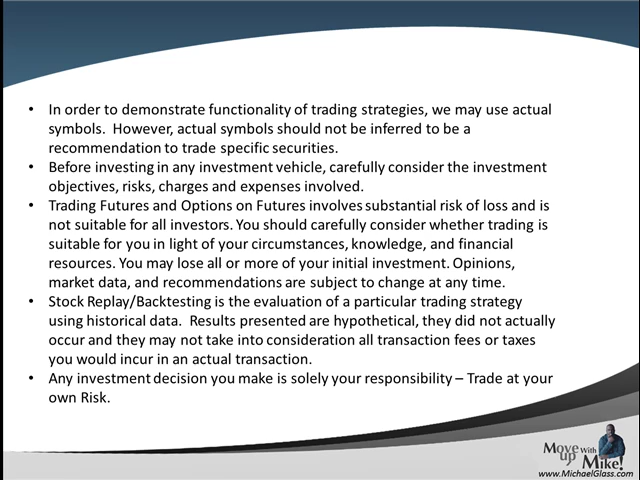 • In order to demonstrate functionality of trading strategies, we may use actual
symbols.  However, actual symbols should not be inferred to be a
recommendation to trade specific securities.
• Before investing in any investment vehicle, carefully consider the investment
objectives, risks, charges and expenses involved.
• Trading Futures and Options on Futures involves substantial risk of loss and is
not suitable for all investors. You should carefully consider whether trading is
suitable for you in light of your circumstances, knowledge, and financial
resources. You may lose all or more of your initial investment. Opinions,
market data, and recommendations are subject to change at any time.
• Stock Replay/Backtesting is the evaluation of a particular trading strategy
using historical data.  Results presented are hypothetical, they did not actually
occur and they may not take into consideration all transaction fees or taxes
you would incur in an actual transaction.
• Any investment decision you make is solely your responsibility – Trade at your
own Risk.
Move up With Mike!
www.MichaelGlass.com